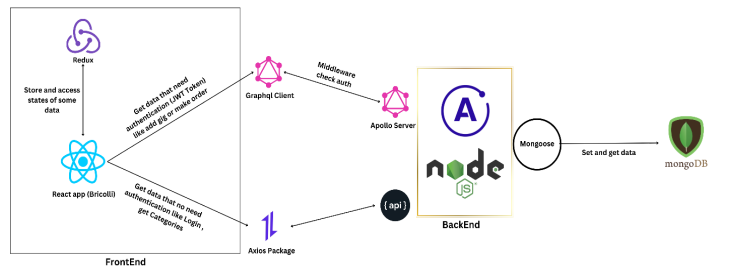 Redux
Store and access
states of some
data
React app (Bricolli)
Get data that need
authentication (JWT Token)
like add gig or make order
Get data that no need
authentication like Login ,
get Categories
FrontEnd
Graphql Client
Axios Package
Middleware
check auth
Apollo Server
{api}
A
node
JS
BackEnd
Mongoose
Set and get data
mongoDB